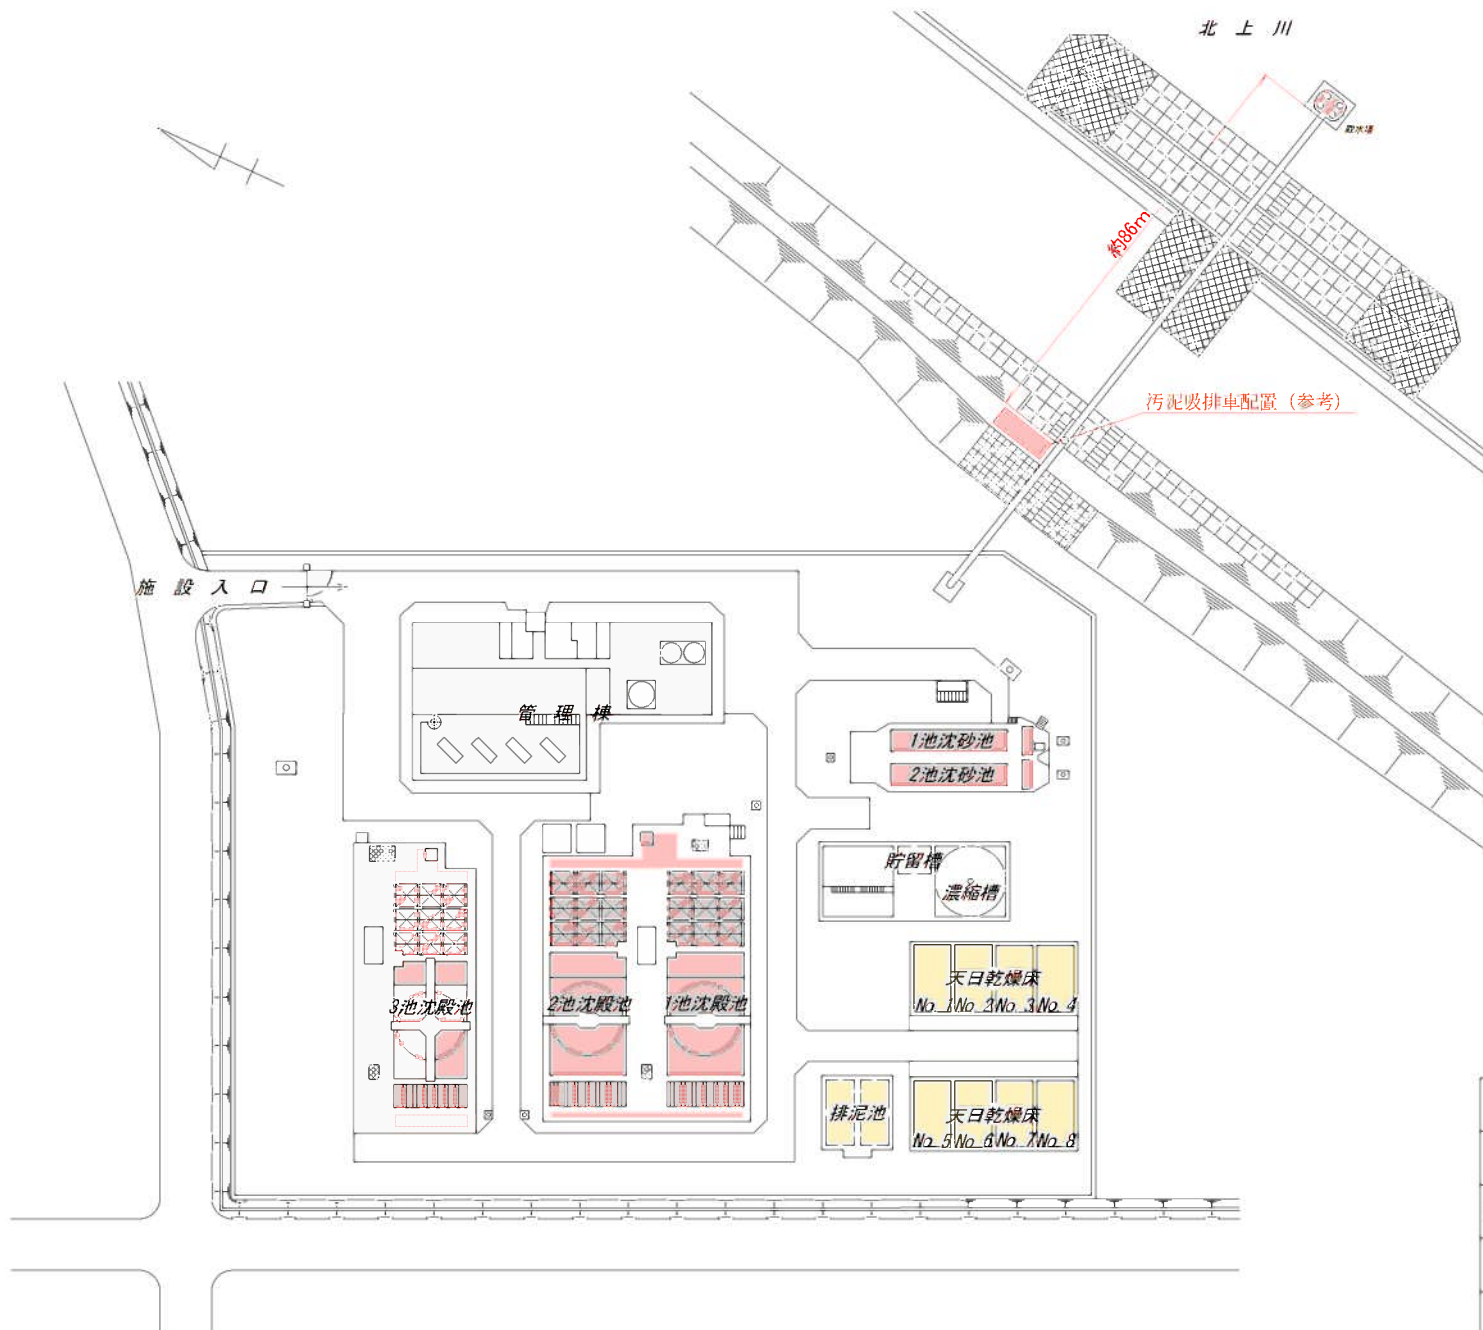 北上川
取水塔
約86m
汚泥吸排車配置（参考）
施設入口
管理棟
1池沈砂池
2池沈砂池
貯留槽
濃縮槽
3池沈殿池
2池沈殿池
1池沈殿池
天日乾燥床
No.1 No.2 No.3 No.4
排泥池
天日乾燥床
No.5 No.6 No.7 No.8